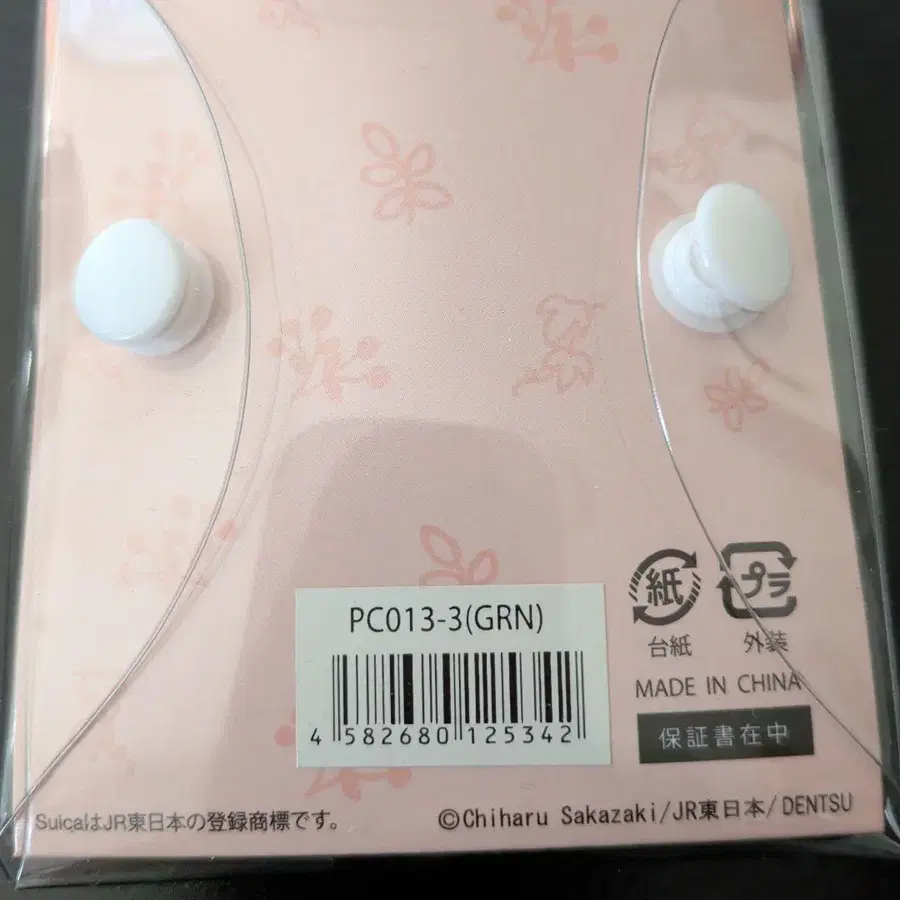 PC013-3(GRN)
4 582680 125342
紙
台紙
プラ
外装
MADE IN CHINA
保証書在中
SuicaはJR東日本の登録商標です。
©Chiharu Sakazaki/JR東日本/DENTSU